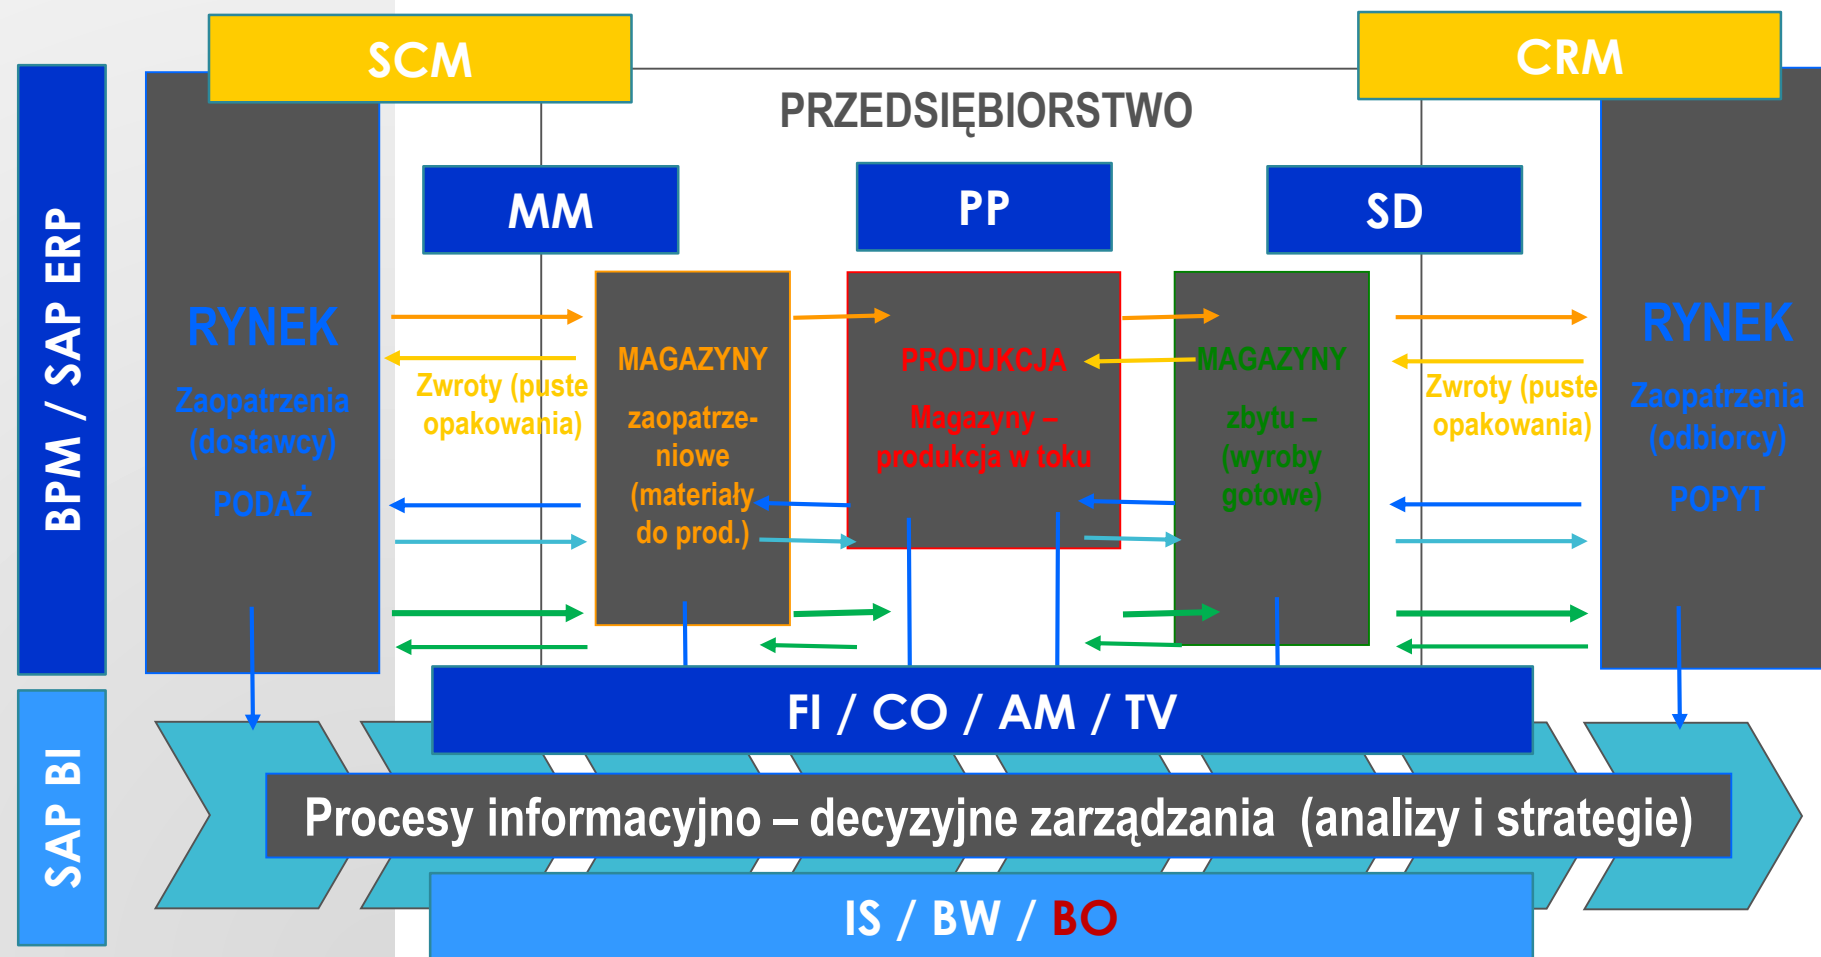 SCM
CRM
PRZEDSIĘBIORSTWO
MM
PP
SD
BPM / SAP ERP
RYNEK
Zaopatrzenia
(dostawcy)
PODAŻ
Zwroty (puste
opakowania)
MAGAZYNY
zaopatrze-
niowe
(materiały
do prod.)
PRODUKCJA
Magazyny –
produkcja w toku
MAGAZYNY
zbytu –
(wyroby
gotowe)
Zwroty (puste
opakowania)
RYNEK
Zaopatrzenia
(odbiorcy)
POPYT
FI / CO / AM / TV
SAP BI
Procesy informacyjno – decyzyjne zarządzania (analizy i strategie)
IS / BW / BO